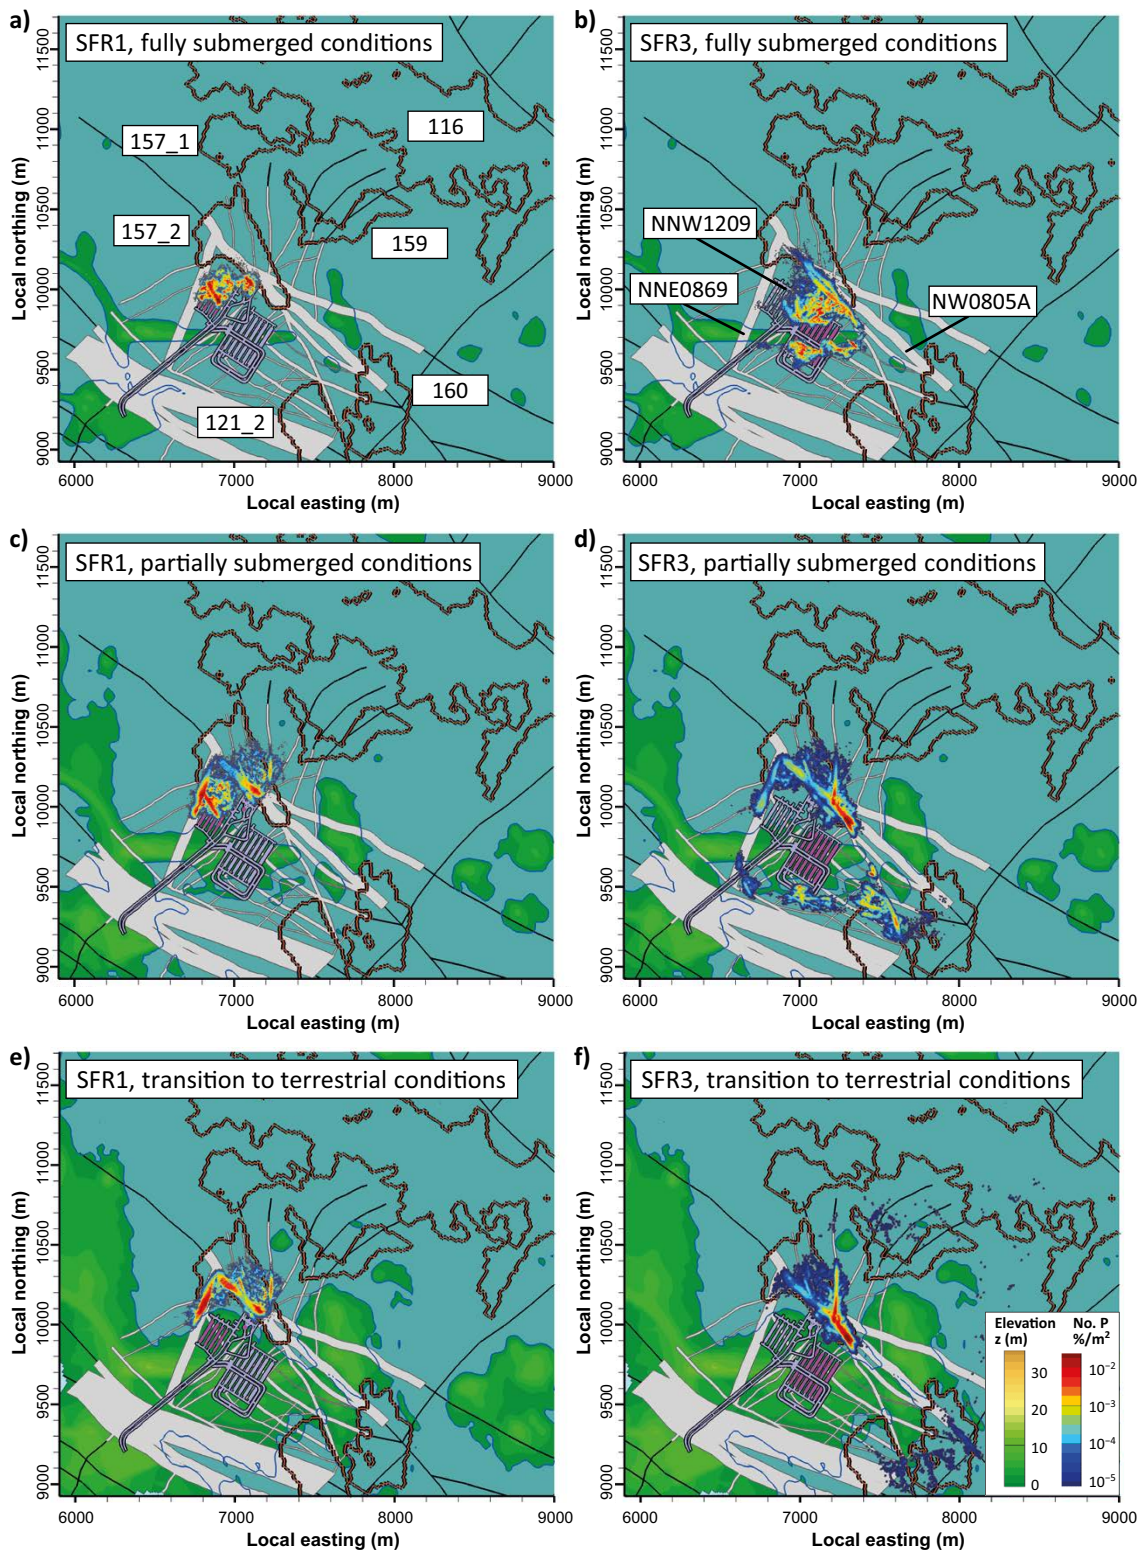 a)
SFR1, fully submerged conditions
157_1
116
157_2
159
160
121_2
Local northing (m)
11500
11000
10500
10000
9500
9000
6000 7000 8000 9000
Local easting (m)
b)
SFR3, fully submerged conditions
NNW1209
NNE0869
NW0805A
Local northing (m)
11500
11000
10500
10000
9500
9000
6000 7000 8000 9000
Local easting (m)
c)
SFR1, partially submerged conditions
Local northing (m)
11500
11000
10500
10000
9500
9000
6000 7000 8000 9000
Local easting (m)
d)
SFR3, partially submerged conditions
Local northing (m)
11500
11000
10500
10000
9500
9000
6000 7000 8000 9000
Local easting (m)
e)
SFR1, transition to terrestrial conditions
Local northing (m)
11500
11000
10500
10000
9500
9000
6000 7000 8000 9000
Local easting (m)
f)
SFR3, transition to terrestrial conditions
Local northing (m)
11500
11000
10500
10000
9500
9000
6000 7000 8000 9000
Local easting (m)
Elevation
z (m)
30
20
10
0
No. P
%/m²
10⁻²
10⁻³
10⁻⁴
10⁻⁵